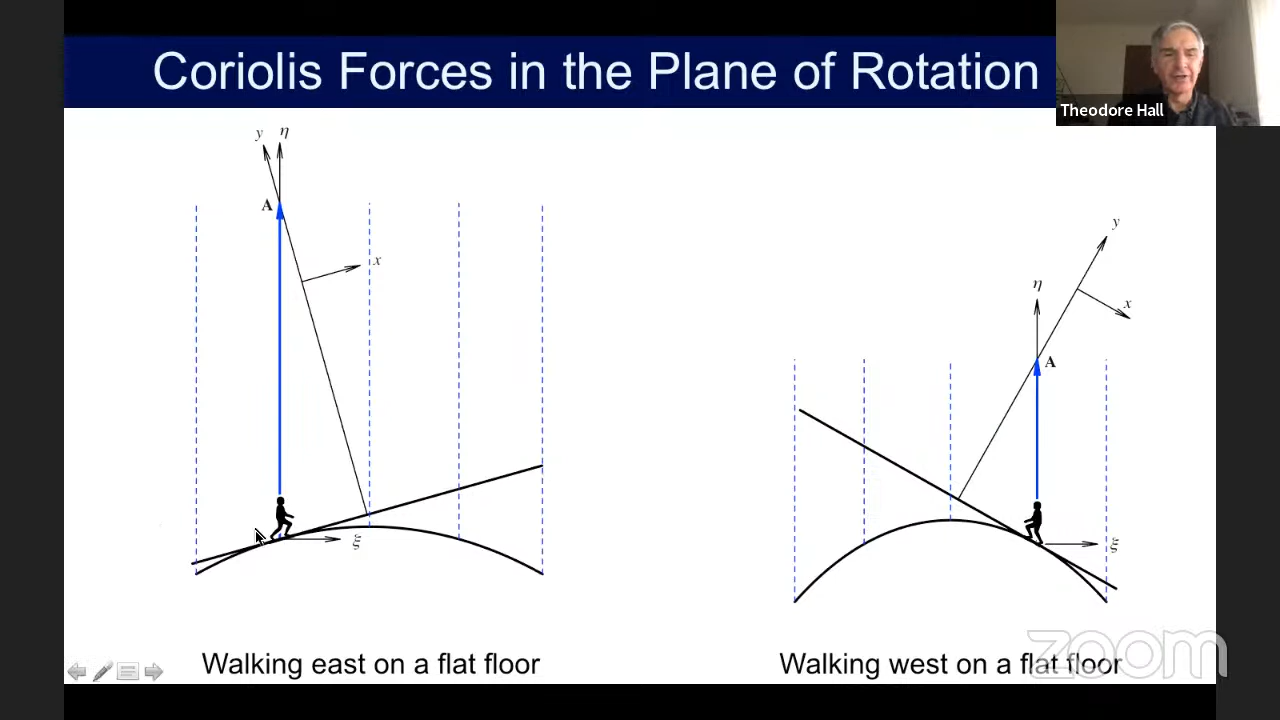 Coriolis Forces in the Plane of Rotation
Theodore Hall
y η
A
x
ξ
y
η
x
A
ξ
Walking east on a flat floor
Walking west on a flat floor
zoom